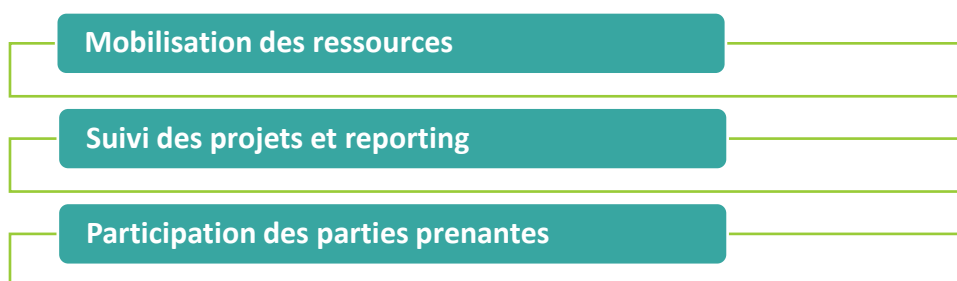 Mobilisation des ressources
Suivi des projets et reporting
Participation des parties prenantes